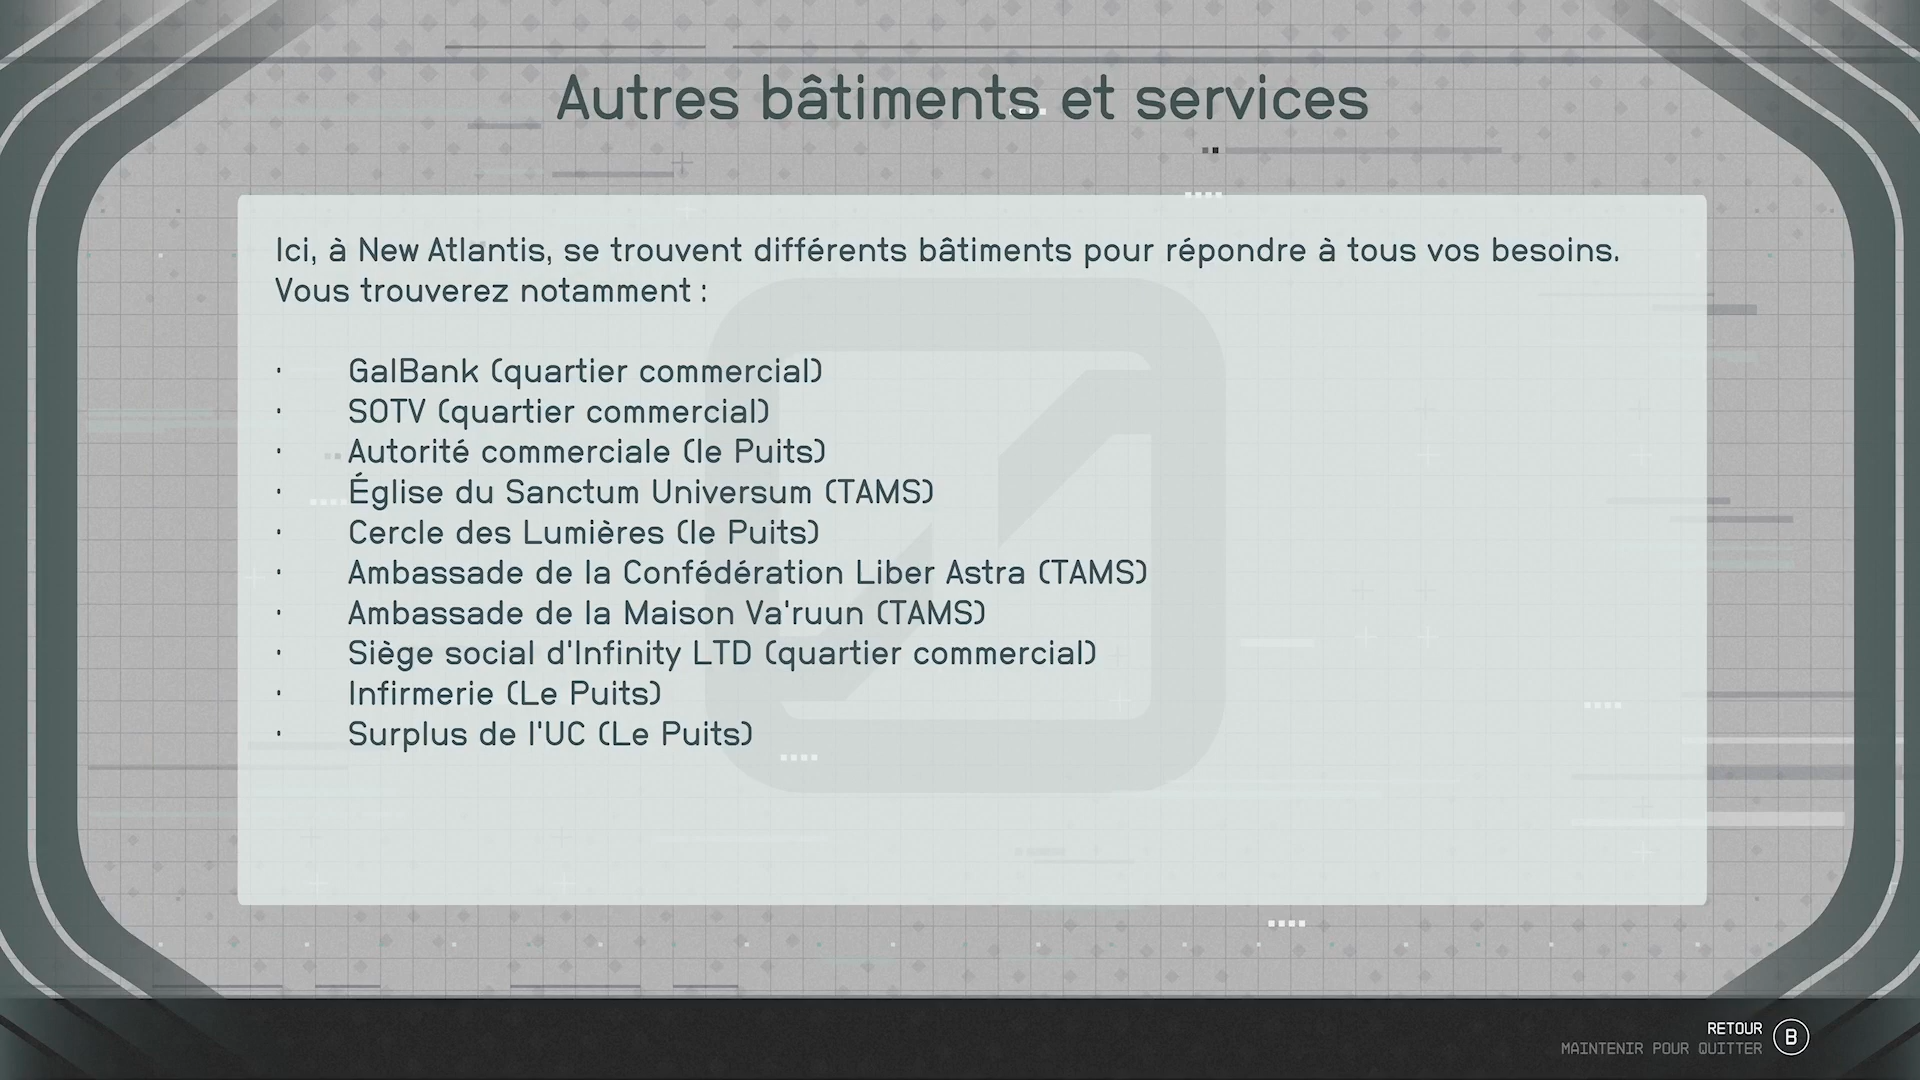 Autres bâtiments et services
Ici, à New Atlantis, se trouvent différents bâtiments pour répondre à tous vos besoins.
Vous trouverez notamment :
· GalBank (quartier commercial)
· SOTV (quartier commercial)
· Autorité commerciale (le Puits)
· Église du Sanctum Universum (TAMS)
· Cercle des Lumières (le Puits)
· Ambassade de la Confédération Liber Astra (TAMS)
· Ambassade de la Maison Va'ruun (TAMS)
· Siège social d'Infinity LTD (quartier commercial)
· Infirmerie (Le Puits)
· Surplus de l'UC (Le Puits)
RETOUR B
MAINTENIR POUR QUITTER